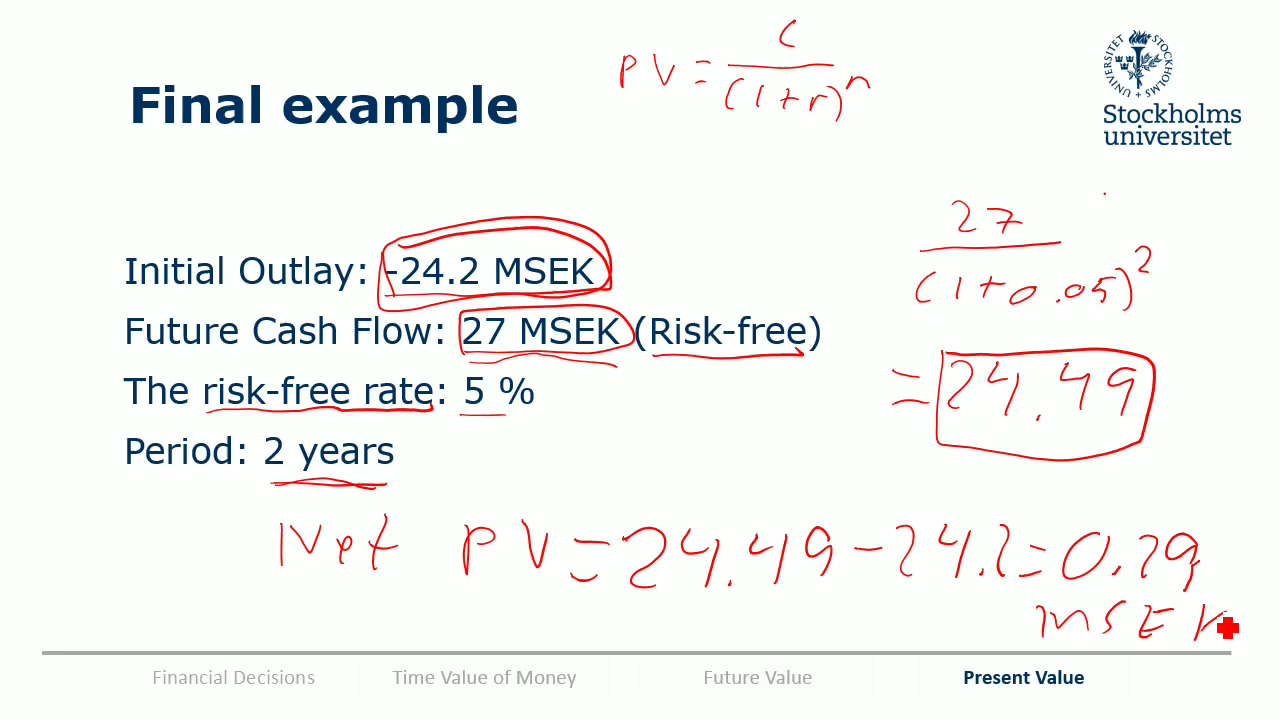 PV = C
(1+r)^n
Final example
UNIVERSITET STOCKHOLMS
Stockholms
universitet
Initial Outlay: -24.2 MSEK
Future Cash Flow: 27 MSEK (Risk-free)
The risk-free rate: 5 %
Period: 2 years
27
(1+0.05)^2
= 24.49
Net PV = 24.49 - 24.2 = 0.29
MSEK
Financial Decisions
Time Value of Money
Future Value
Present Value